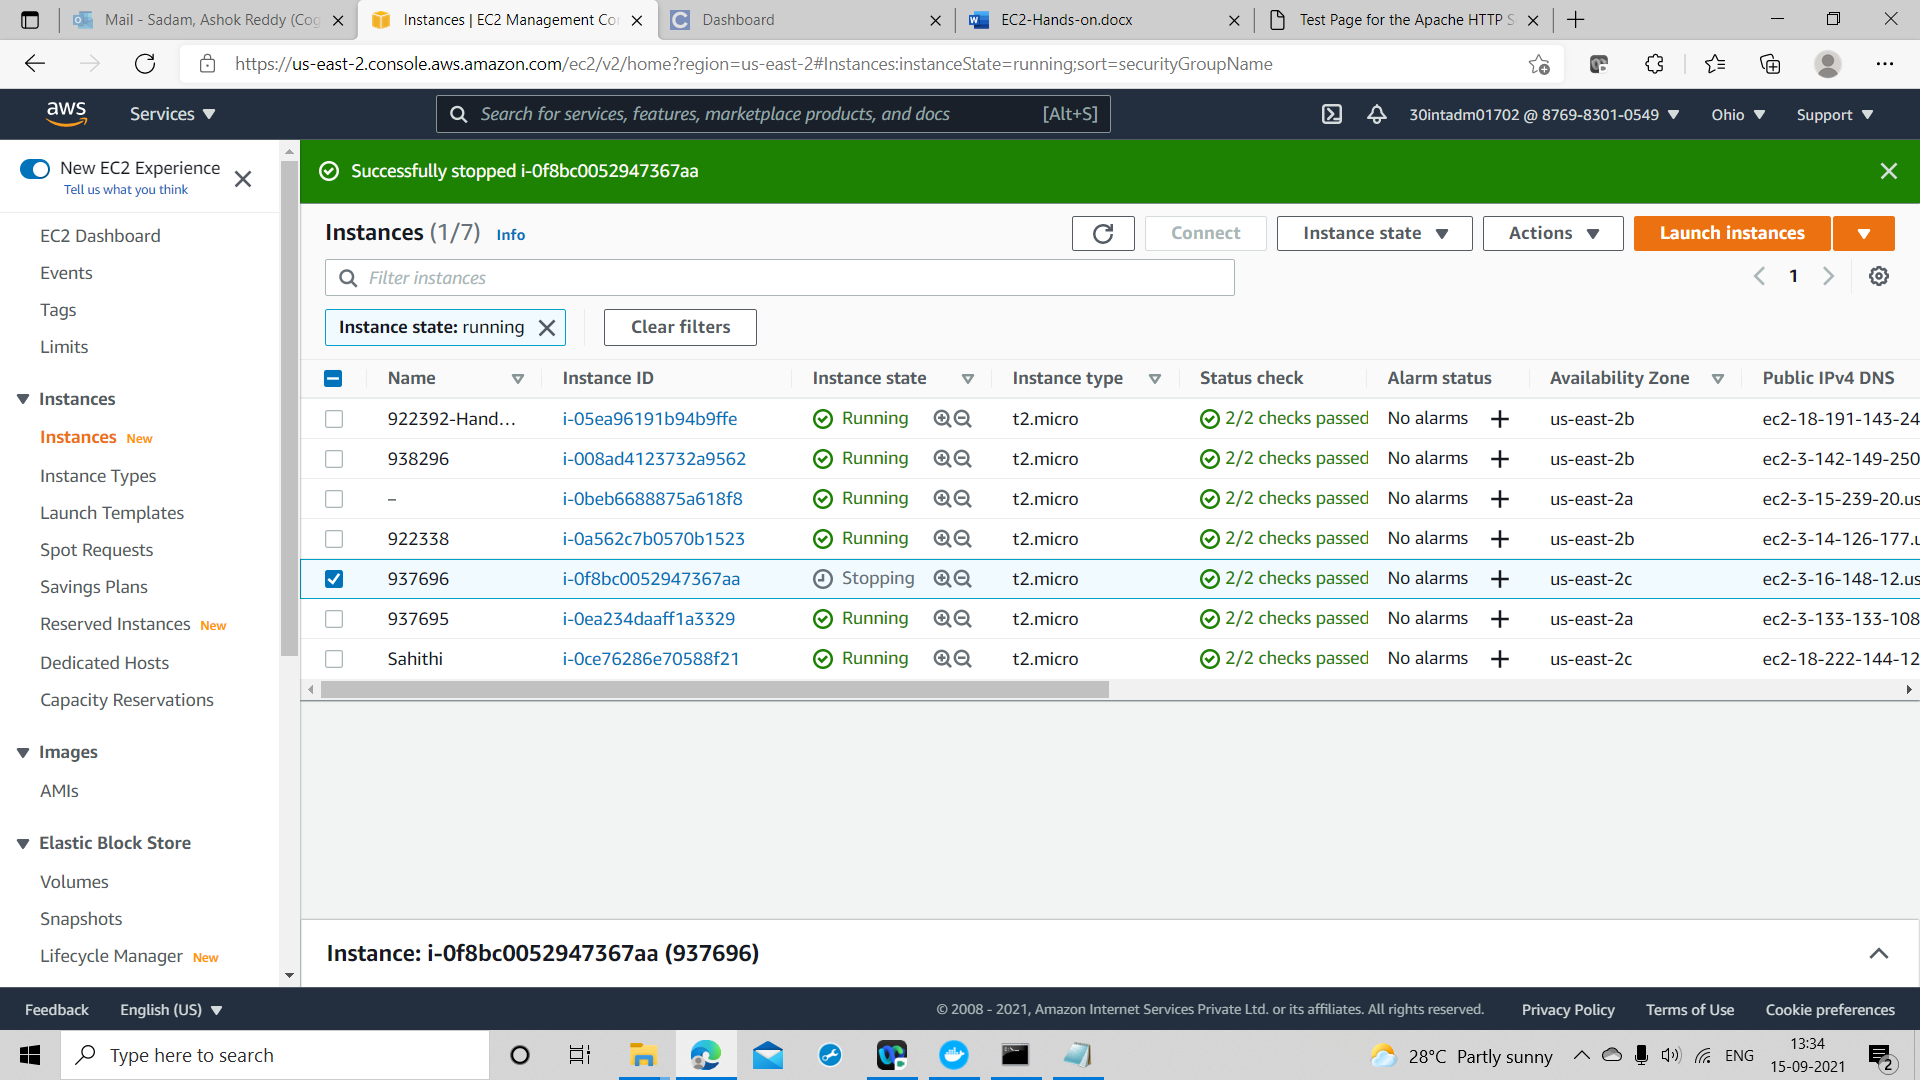 Mail - Sadam, Ashok Reddy (Cog
Instances | EC2 Management Con
Dashboard
EC2-Hands-on.docx
Test Page for the Apache HTTP S
https://us-east-2.console.aws.amazon.com/ec2/v2/home?region=us-east-2#Instances:instanceState=running;sort=securityGroupName
aws
Services
Search for services, features, marketplace products, and docs [Alt+S]
30intadm01702 @ 8769-8301-0549
Ohio
Support
New EC2 Experience
Tell us what you think
EC2 Dashboard
Events
Tags
Limits
Instances
Instances New
Instance Types
Launch Templates
Spot Requests
Savings Plans
Reserved Instances New
Dedicated Hosts
Capacity Reservations
Images
AMIs
Elastic Block Store
Volumes
Snapshots
Lifecycle Manager New
Successfully stopped i-0f8bc0052947367aa
Instances (1/7) Info
Connect
Instance state
Actions
Launch instances
Filter instances
1
Instance state: running
Clear filters
Name Instance ID Instance state Instance type Status check Alarm status Availability Zone Public IPv4 DNS
922392-Hand... i-05ea96191b94b9ffe Running t2.micro 2/2 checks passed No alarms + us-east-2b ec2-18-191-143-24
938296 i-008ad4123732a9562 Running t2.micro 2/2 checks passed No alarms + us-east-2b ec2-3-142-149-250
– i-0beb6688875a618f8 Running t2.micro 2/2 checks passed No alarms + us-east-2a ec2-3-15-239-20.us
922338 i-0a562c7b0570b1523 Running t2.micro 2/2 checks passed No alarms + us-east-2b ec2-3-14-126-177.u
937696 i-0f8bc0052947367aa Stopping t2.micro 2/2 checks passed No alarms + us-east-2c ec2-3-16-148-12.us
937695 i-0ea234daaff1a3329 Running t2.micro 2/2 checks passed No alarms + us-east-2a ec2-3-133-133-108
Sahithi i-0ce76286e70588f21 Running t2.micro 2/2 checks passed No alarms + us-east-2c ec2-18-222-144-12
Instance: i-0f8bc0052947367aa (937696)
Feedback
English (US)
© 2008 - 2021, Amazon Internet Services Private Ltd. or its affiliates. All rights reserved.
Privacy Policy
Terms of Use
Cookie preferences
Type here to search
28°C Partly sunny
ENG
13:34
15-09-2021
2